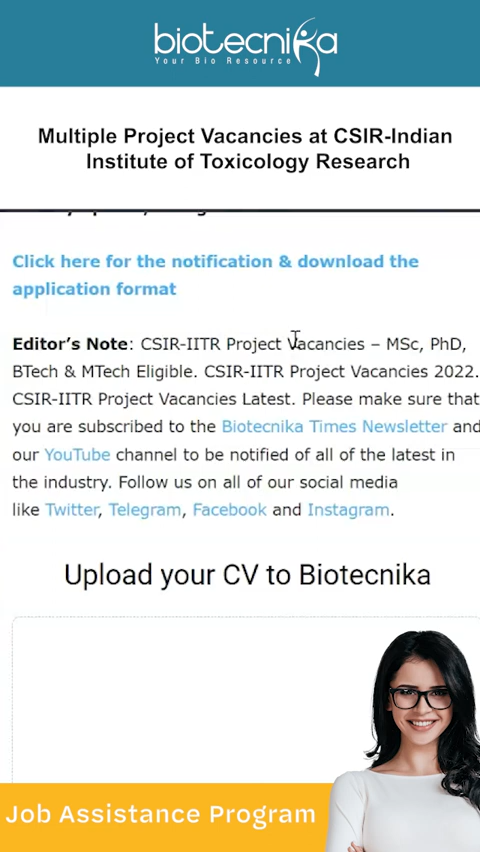 biotecnika
Your Bio Resource
Multiple Project Vacancies at CSIR-Indian
Institute of Toxicology Research
Click here for the notification & download the
application format
Editor's Note: CSIR-IITR Project Vacancies – MSc, PhD,
BTech & MTech Eligible. CSIR-IITR Project Vacancies 2022.
CSIR-IITR Project Vacancies Latest. Please make sure that
you are subscribed to the Biotecnika Times Newsletter and
our YouTube channel to be notified of all of the latest in
the industry. Follow us on all of our social media
like Twitter, Telegram, Facebook and Instagram.
Upload your CV to Biotecnika
Job Assistance Program